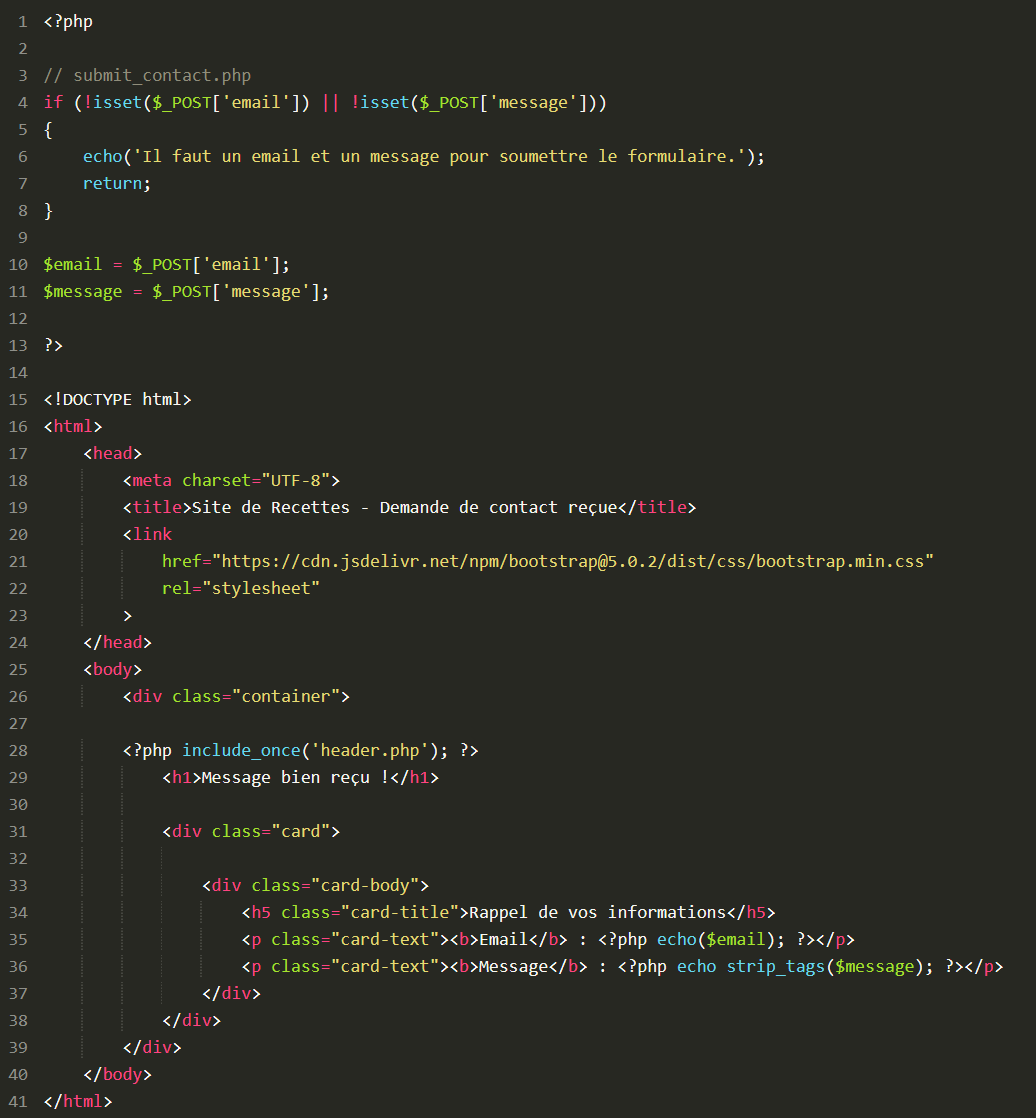 1 <?php
2
3 // submit_contact.php
4 if (!isset($_POST['email']) || !isset($_POST['message']))
5 {
6     echo('Il faut un email et un message pour soumettre le formulaire.');
7     return;
8 }
9
10 $email = $_POST['email'];
11 $message = $_POST['message'];
12
13 ?>
14
15 <!DOCTYPE html>
16 <html>
17     <head>
18         <meta charset="UTF-8">
19         <title>Site de Recettes - Demande de contact reçue</title>
20         <link
21             href="https://cdn.jsdelivr.net/npm/bootstrap@5.0.2/dist/css/bootstrap.min.css"
22             rel="stylesheet"
23         >
24     </head>
25     <body>
26         <div class="container">
27
28         <?php include_once('header.php'); ?>
29             <h1>Message bien reçu !</h1>
30
31             <div class="card">
32
33                 <div class="card-body">
34                     <h5 class="card-title">Rappel de vos informations</h5>
35                     <p class="card-text"><b>Email</b> : <?php echo($email); ?></p>
36                     <p class="card-text"><b>Message</b> : <?php echo strip_tags($message); ?></p>
37                 </div>
38             </div>
39         </div>
40     </body>
41 </html>